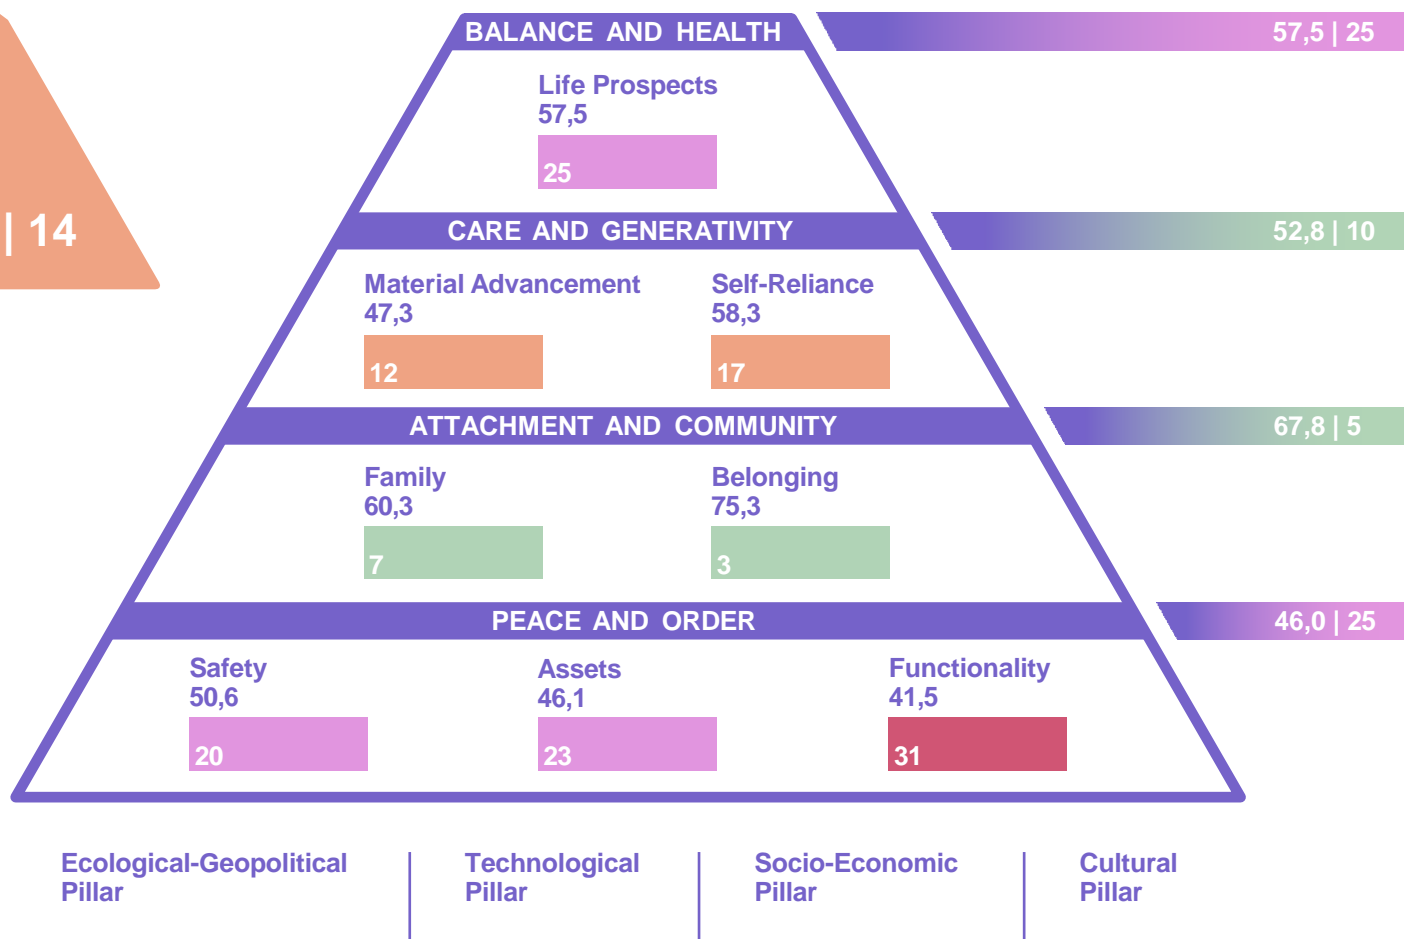 BALANCE AND HEALTH
57,5 | 25
Life Prospects
57,5
25
| 14
CARE AND GENERATIVITY
52,8 | 10
Material Advancement
47,3
12
Self-Reliance
58,3
17
ATTACHMENT AND COMMUNITY
67,8 | 5
Family
60,3
7
Belonging
75,3
3
PEACE AND ORDER
46,0 | 25
Safety
50,6
20
Assets
46,1
23
Functionality
41,5
31
Ecological-Geopolitical
Pillar
Technological
Pillar
Socio-Economic
Pillar
Cultural
Pillar